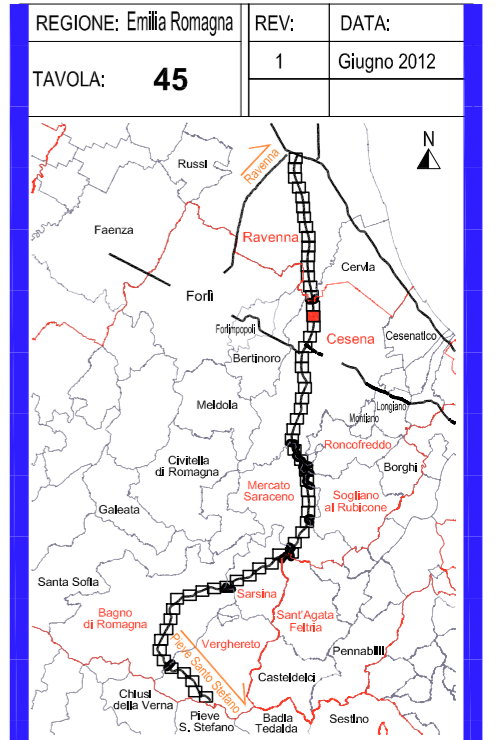 REGIONE: Emilia Romagna
REV:
DATA:
TAVOLA: 45
1
Giugno 2012
N
Russi
Ravenna
Faenza
Ravenna
Cervia
Forlì
Forlimpopoli
Cesena
Cesenatico
Bertinoro
Meldola
Longiano
Montiano
Roncofreddo
Civitella
di Romagna
Borghi
Mercato
Saraceno
Sogliano
al Rubicone
Galeata
Santa Sofia
Sarsina
Bagno
di Romagna
Sant'Agata
Feltria
Verghereto
Pieve Santo Stefano
Pennabilli
Casteldelci
Chiusi
della Verna
Pieve
S. Stefano
Badia
Tedalda
Sestino